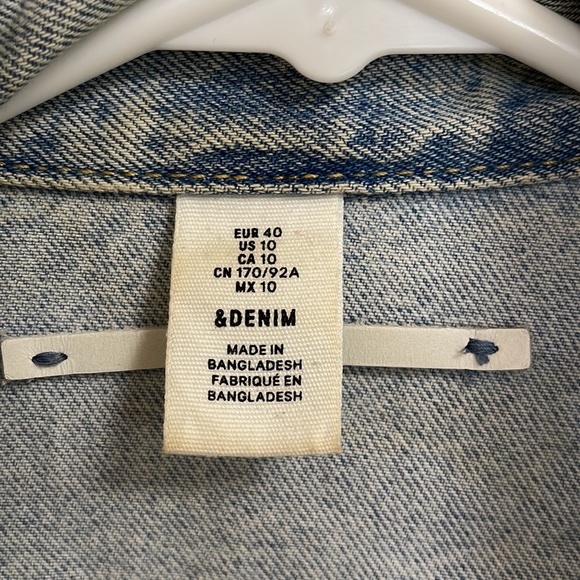 EUR 40
US 10
CA 10
CN 170/92A
MX 10
&DENIM
MADE IN
BANGLADESH
FABRIQUÉ EN
BANGLADESH